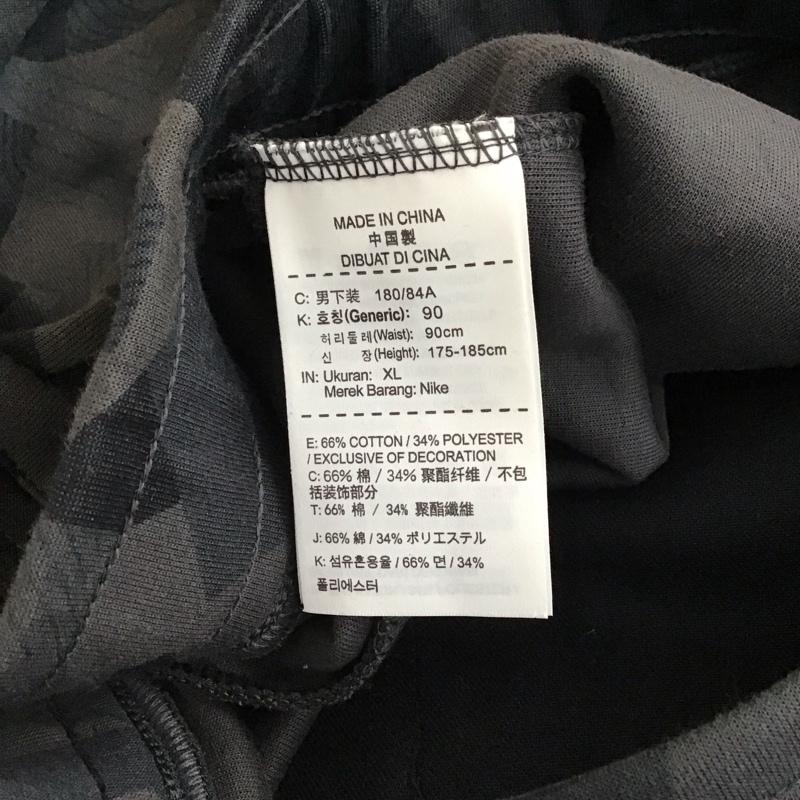 MADE IN CHINA
中国製
DIBUAT DI CINA
C: 男下装 180/84A
K: 호칭(Generic): 90
허리둘레(Waist): 90cm
신 장(Height): 175-185cm
IN: Ukuran: XL
Merek Barang: Nike
E: 66% COTTON / 34% POLYESTER
/ EXCLUSIVE OF DECORATION
C: 66% 棉 / 34% 聚酯纤维 / 不包
括装饰部分
T: 66% 棉 / 34% 聚酯纖維
J: 66% 綿 / 34% ポリエステル
K: 섬유혼용율 / 66% 면 / 34%
폴리에스터